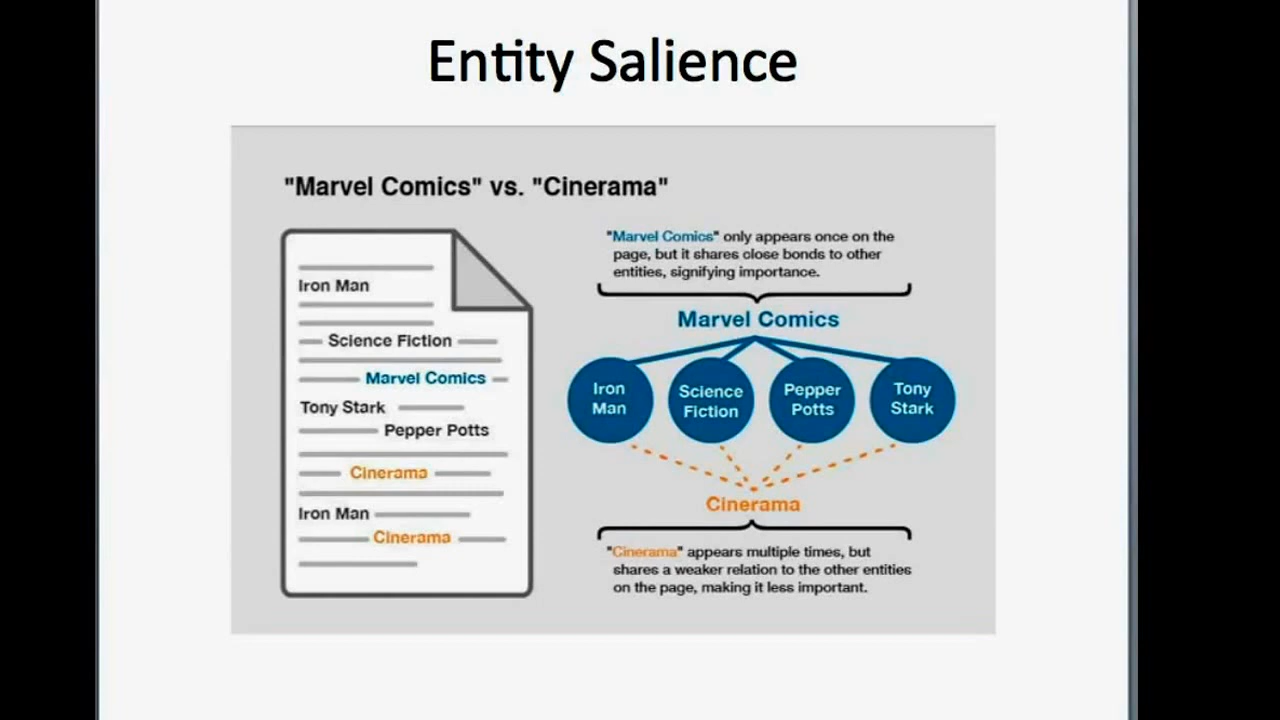 Entity Salience
"Marvel Comics" vs. "Cinerama"
Iron Man
Science Fiction
Marvel Comics
Tony Stark
Pepper Potts
Cinerama
Iron Man
Cinerama
"Marvel Comics" only appears once on the
page, but it shares close bonds to other
entities, signifying importance.
Marvel Comics
Iron
Man
Science
Fiction
Pepper
Potts
Tony
Stark
Cinerama
"Cinerama" appears multiple times, but
shares a weaker relation to the other entities
on the page, making it less important.